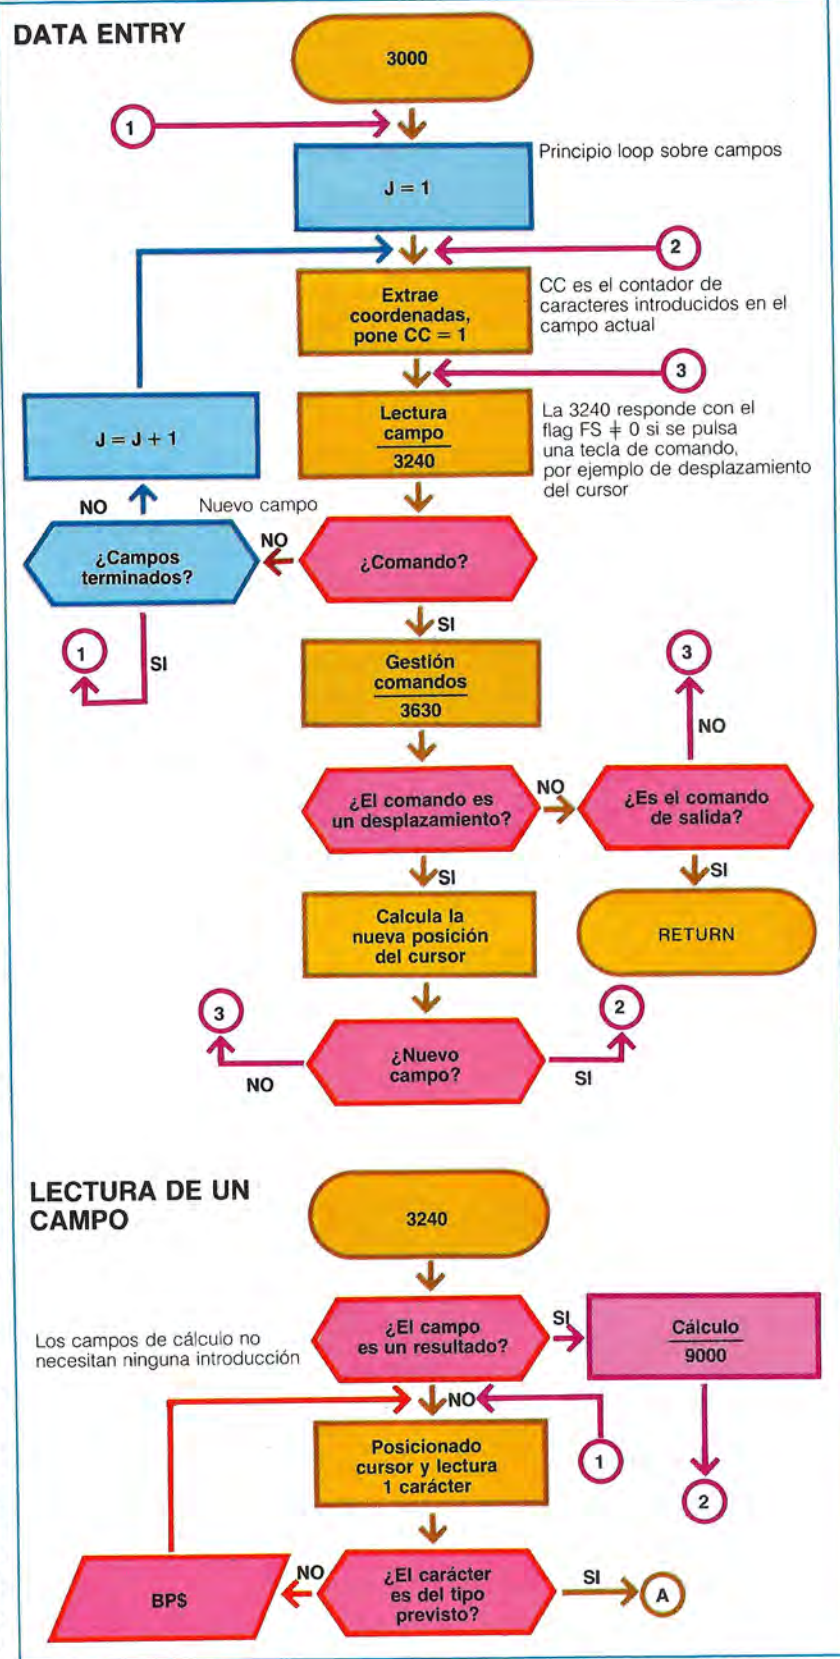 DATA ENTRY
3000
1
Principio loop sobre campos
J = 1
2
Extrae
coordenadas,
pone CC = 1
CC es el contador de
caracteres introducidos en el
campo actual
3
J = J + 1
Lectura
campo
3240
La 3240 responde con el
flag FS ≠ 0 si se pulsa
una tecla de comando,
por ejemplo de desplazamiento
del cursor
NO
Nuevo campo
¿Campos
terminados?
NO
¿Comando?
SI
1
SI
Gestión
comandos
3630
3
NO
¿El comando es
un desplazamiento?
NO
¿Es el comando
de salida?
SI
SI
Calcula la
nueva posición
del cursor
RETURN
3
2
¿Nuevo
campo?
NO
SI
LECTURA DE UN
CAMPO
3240
Los campos de cálculo no
necesitan ninguna introducción
¿El campo
es un resultado?
SI
Cálculo
9000
NO
Posicionado
cursor y lectura
1 carácter
1
2
BP$
NO
¿El carácter
es del tipo
previsto?
SI
A